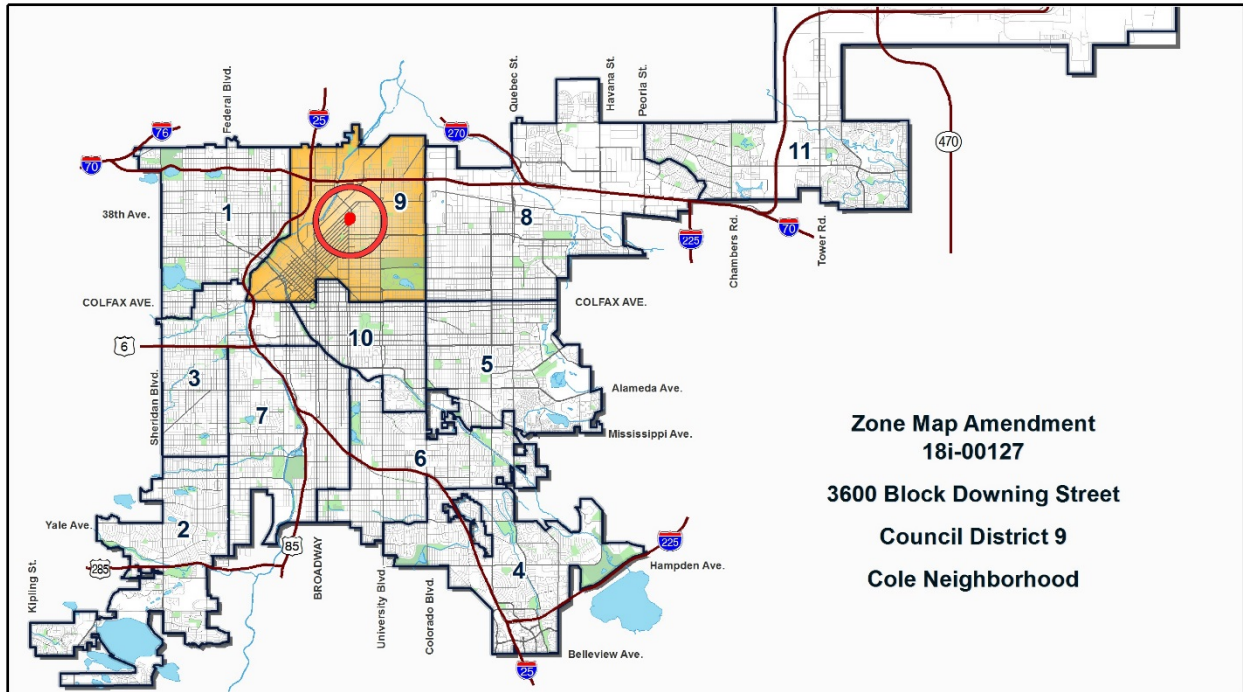 Federal Blvd.
Quebec St.
Havana St.
Peoria St.
76
25
270
70
470
11
9
38th Ave.
1
8
225
70
Chambers Rd.
Tower Rd.
COLFAX AVE.
COLFAX AVE.
10
6
5
3
Sheridan Blvd.
7
Alameda Ave.
Mississippi Ave.
6
Zone Map Amendment
18i-00127
3600 Block Downing Street
Council District 9
Cole Neighborhood
Yale Ave.
2
85
285
BROADWAY
University Blvd.
Colorado Blvd.
4
225
Hampden Ave.
Kipling St.
Belleview Ave.
25